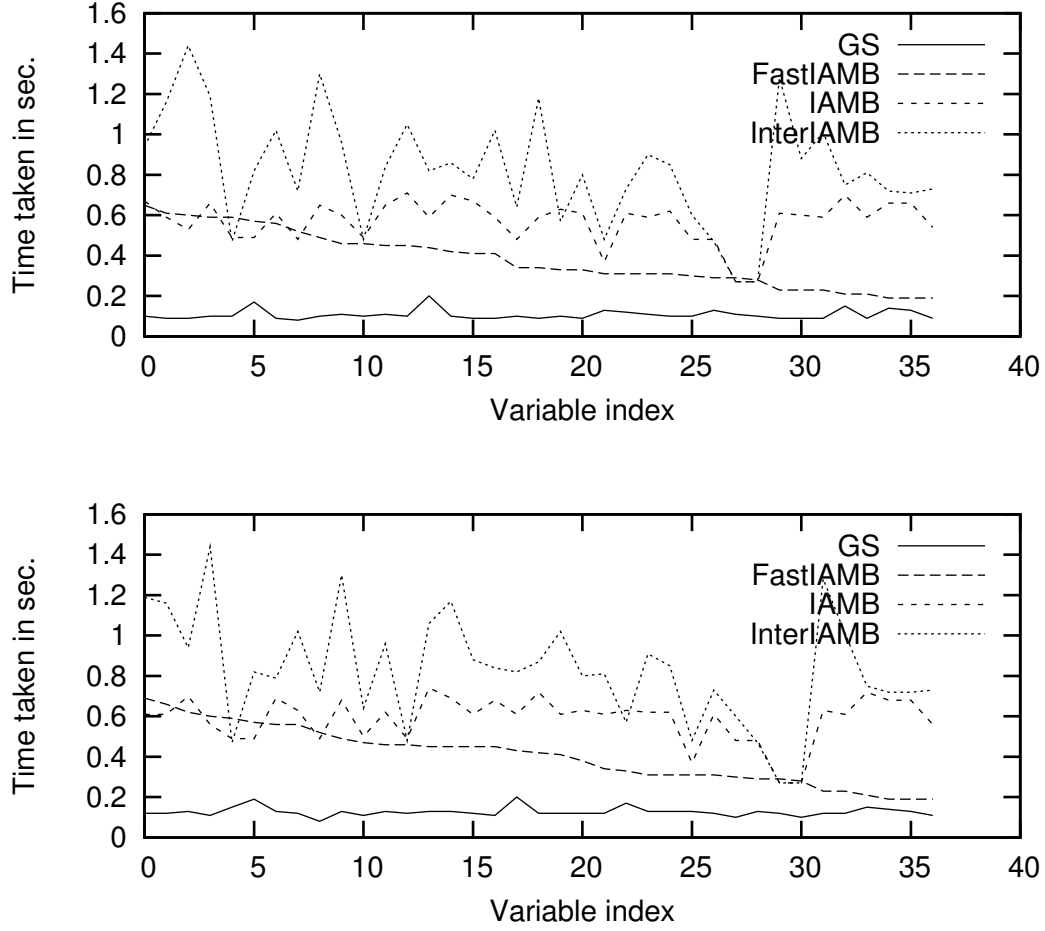 1.6
1.4
1.2
1
0.8
0.6
0.4
0.2
0
Time taken in sec.
GS
FastIAMB
IAMB
InterIAMB
0 5 10 15 20 25 30 35 40
Variable index
1.6
1.4
1.2
1
0.8
0.6
0.4
0.2
0
Time taken in sec.
GS
FastIAMB
IAMB
InterIAMB
0 5 10 15 20 25 30 35 40
Variable index